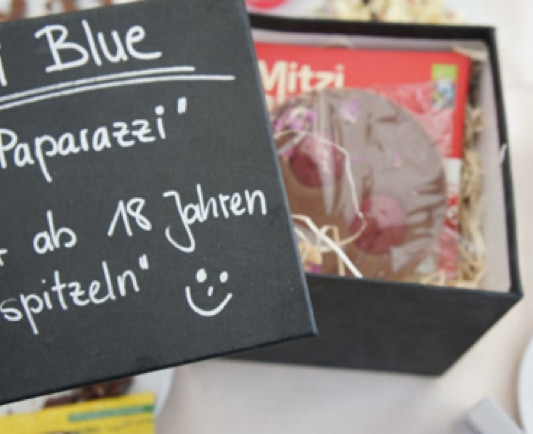 i Blue
Paparazzi"
ab 18 Jahren
spitzeln"
Mitzi